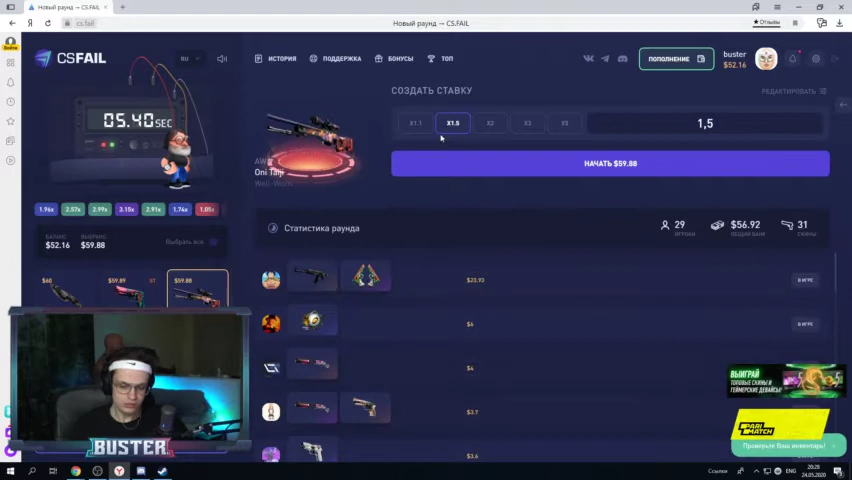 Новый раунд ➝ CS.FAIL
Я
cs.fail
Новый раунд ➝ CS.FAIL
Отзывы
Войти
CSFAIL
RU
ИСТОРИЯ
ПОДДЕРЖКА
БОНУСЫ
ТОП
ПОПОЛНЕНИЕ
buster
$52.16
СОЗДАТЬ СТАВКУ
РЕДАКТИРОВАТЬ
X1.1
X1.5
X2
X3
X5
1,5
НАЧАТЬ $59.88
05.40SEC
AWP
Oni Taiji
Well-Worn
1.96x
2.57x
2.99x
3.15x
2.91x
1.74x
1.05x
БАЛАНС
$52.16
ВЫБРАНО
$59.88
Выбрать все
Статистика раунда
29
ИГРОКИ
$56.92
ОБЩИЙ БАНК
31
СКИНЫ
$60
$59.89
ST
$59.88
$23.93
В ИГРЕ
$6
В ИГРЕ
$4
$3.7
$3.6
ВЫИГРАЙ
ТОПОВЫЕ СКИНЫ
И ГЕЙМЕРСКИЕ ДЕВАЙСЫ!
PARI
MATCH
Проверьте Ваш инвентарь!
BUSTER
Ссылки
ENG
20:28
24.05.2020